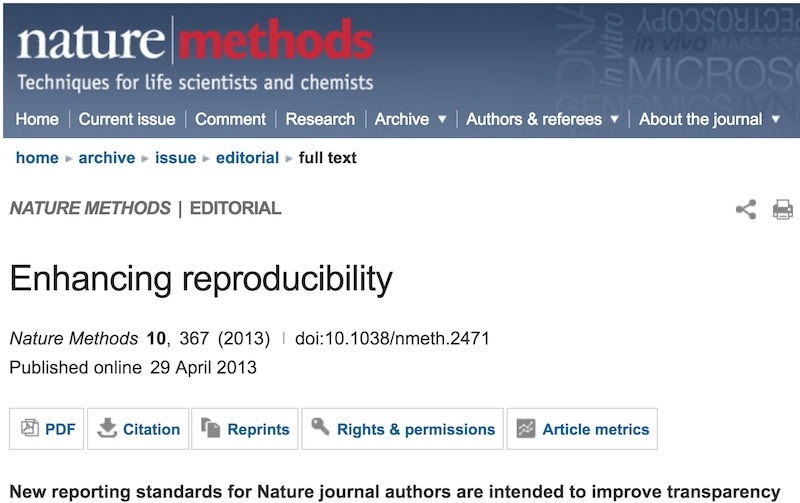 nature methods
Techniques for life scientists and chemists
DNA in vitro SPECTROSCOPY
in vivo MASS SPE
MICROSC
GENOMICS
Home Current issue Comment Research Archive Authors & referees About the journal
home archive issue editorial full text
NATURE METHODS | EDITORIAL
Enhancing reproducibility
Nature Methods 10, 367 (2013) | doi:10.1038/nmeth.2471
Published online 29 April 2013
PDF Citation Reprints Rights & permissions Article metrics
New reporting standards for Nature journal authors are intended to improve transparency